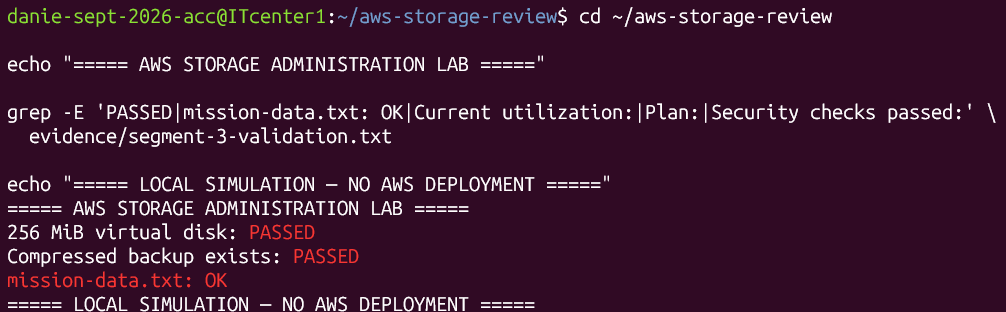 danie-sept-2026-acc@ITcenter1:~/aws-storage-review$ cd ~/aws-storage-review
echo "===== AWS STORAGE ADMINISTRATION LAB ====="
grep -E 'PASSED|mission-data.txt: OK|Current utilization:|Plan:|Security checks passed:' \
  evidence/segment-3-validation.txt
echo "===== LOCAL SIMULATION — NO AWS DEPLOYMENT ====="
===== AWS STORAGE ADMINISTRATION LAB =====
256 MiB virtual disk: PASSED
Compressed backup exists: PASSED
mission-data.txt: OK
===== LOCAL SIMULATION — NO AWS DEPLOYMENT =====